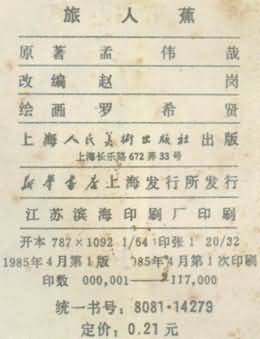 旅人蕉
原著 孟伟哉
改编 赵岗
绘画 罗希贤
上海人民美術出版社出版
上海长乐路672弄33号
新华书店上海发行所发行
江苏滨海印刷厂印刷
开本787×1092 1/64 印张1 20/32
1985年4月第1版 985年4月第1次印刷
印数 000,001——117,000
统一书号：8081·14279
定价：0.21元